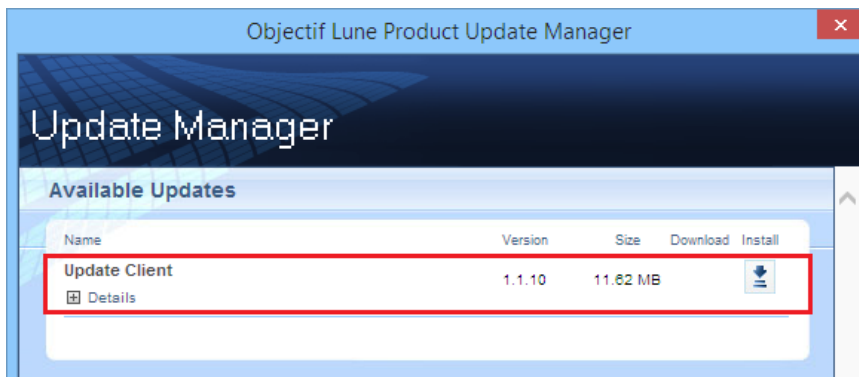 Objectif Lune Product Update Manager
Update Manager
Available Updates
Name Version Size Download Install
Update Client 1.1.10 11.62 MB
Details